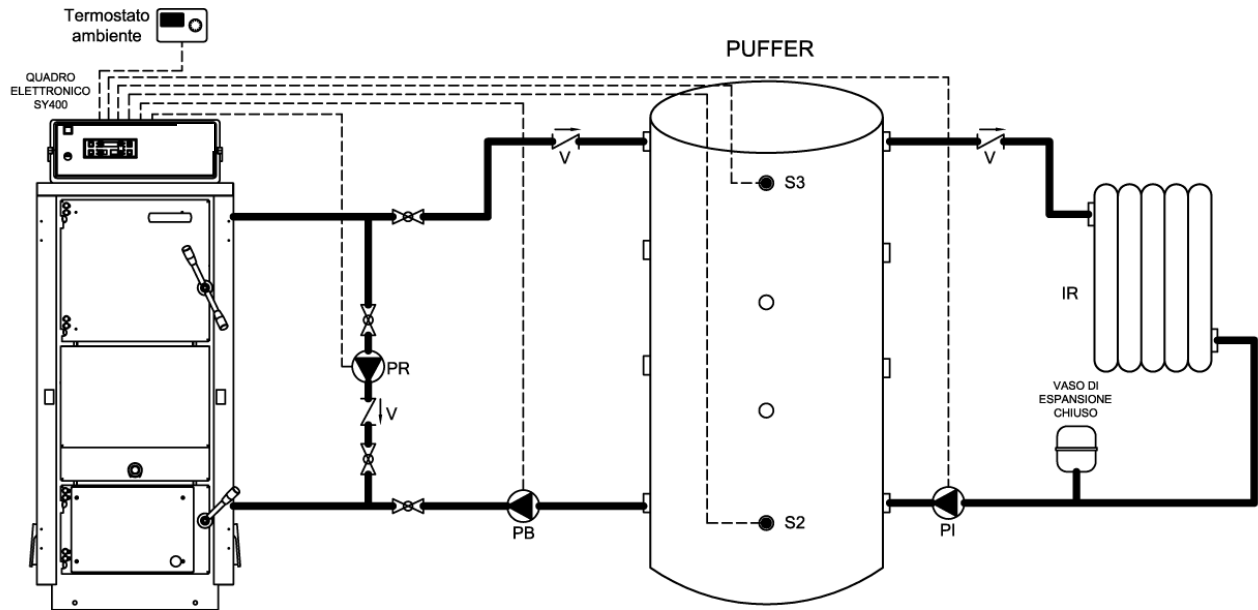 Termostato
ambiente
PUFFER
QUADRO
ELETTRONICO
SY400
V
V
S3
IR
PR
V
VASO DI
ESPANSIONE
CHIUSO
S2
PB
PI